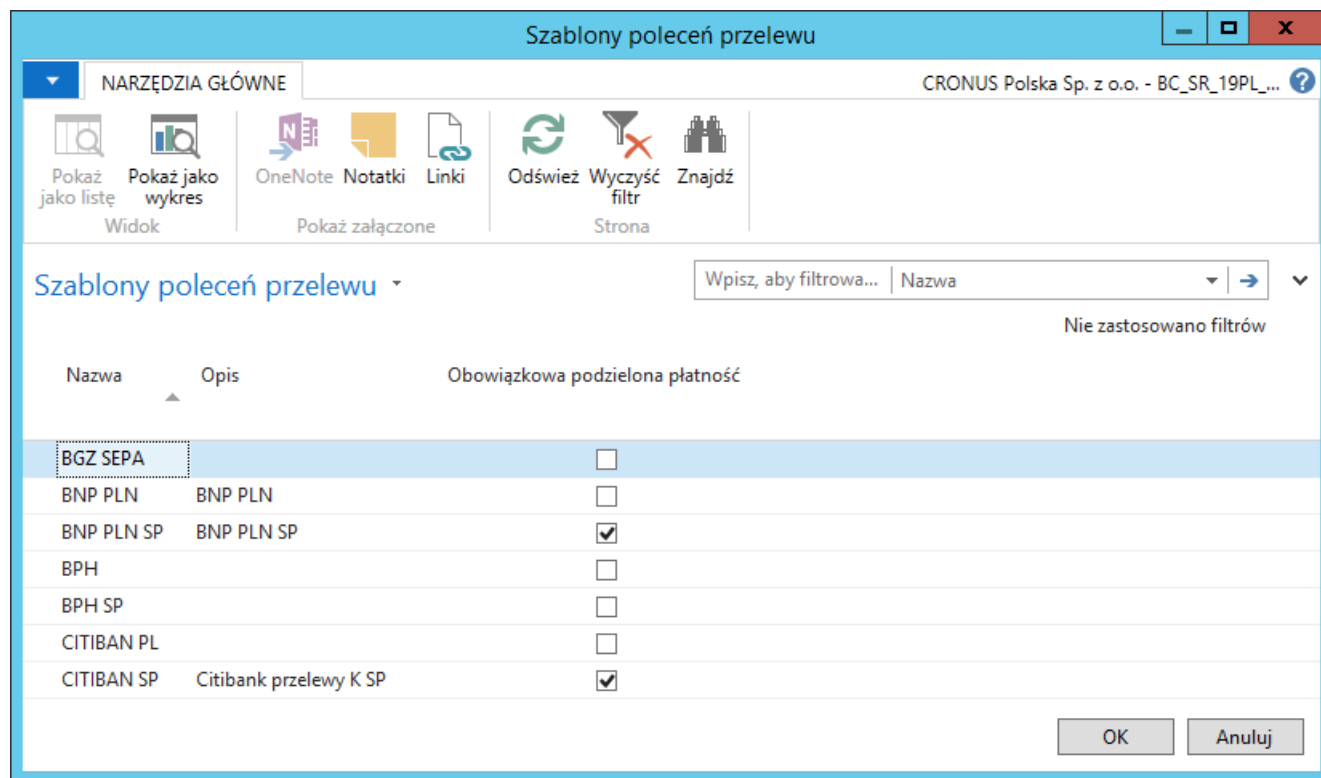 Szablony poleceń przelewu
NARZĘDZIA GŁÓWNE
CRONUS Polska Sp. z o.o. - BC_SR_19PL_...
Pokaż jako listę
Pokaż jako wykres
OneNote
Notatki
Linki
Odśwież
Wyczyść filtr
Znajdź
Widok
Pokaż załączone
Strona
Szablony poleceń przelewu
Wpisz, aby filtrowa...
Nazwa
Nie zastosowano filtrów
Nazwa Opis Obowiązkowa podzielona płatność
BGZ SEPA
BNP PLN BNP PLN
BNP PLN SP BNP PLN SP
BPH
BPH SP
CITIBAN PL
CITIBAN SP Citibank przelewy K SP
OK Anuluj